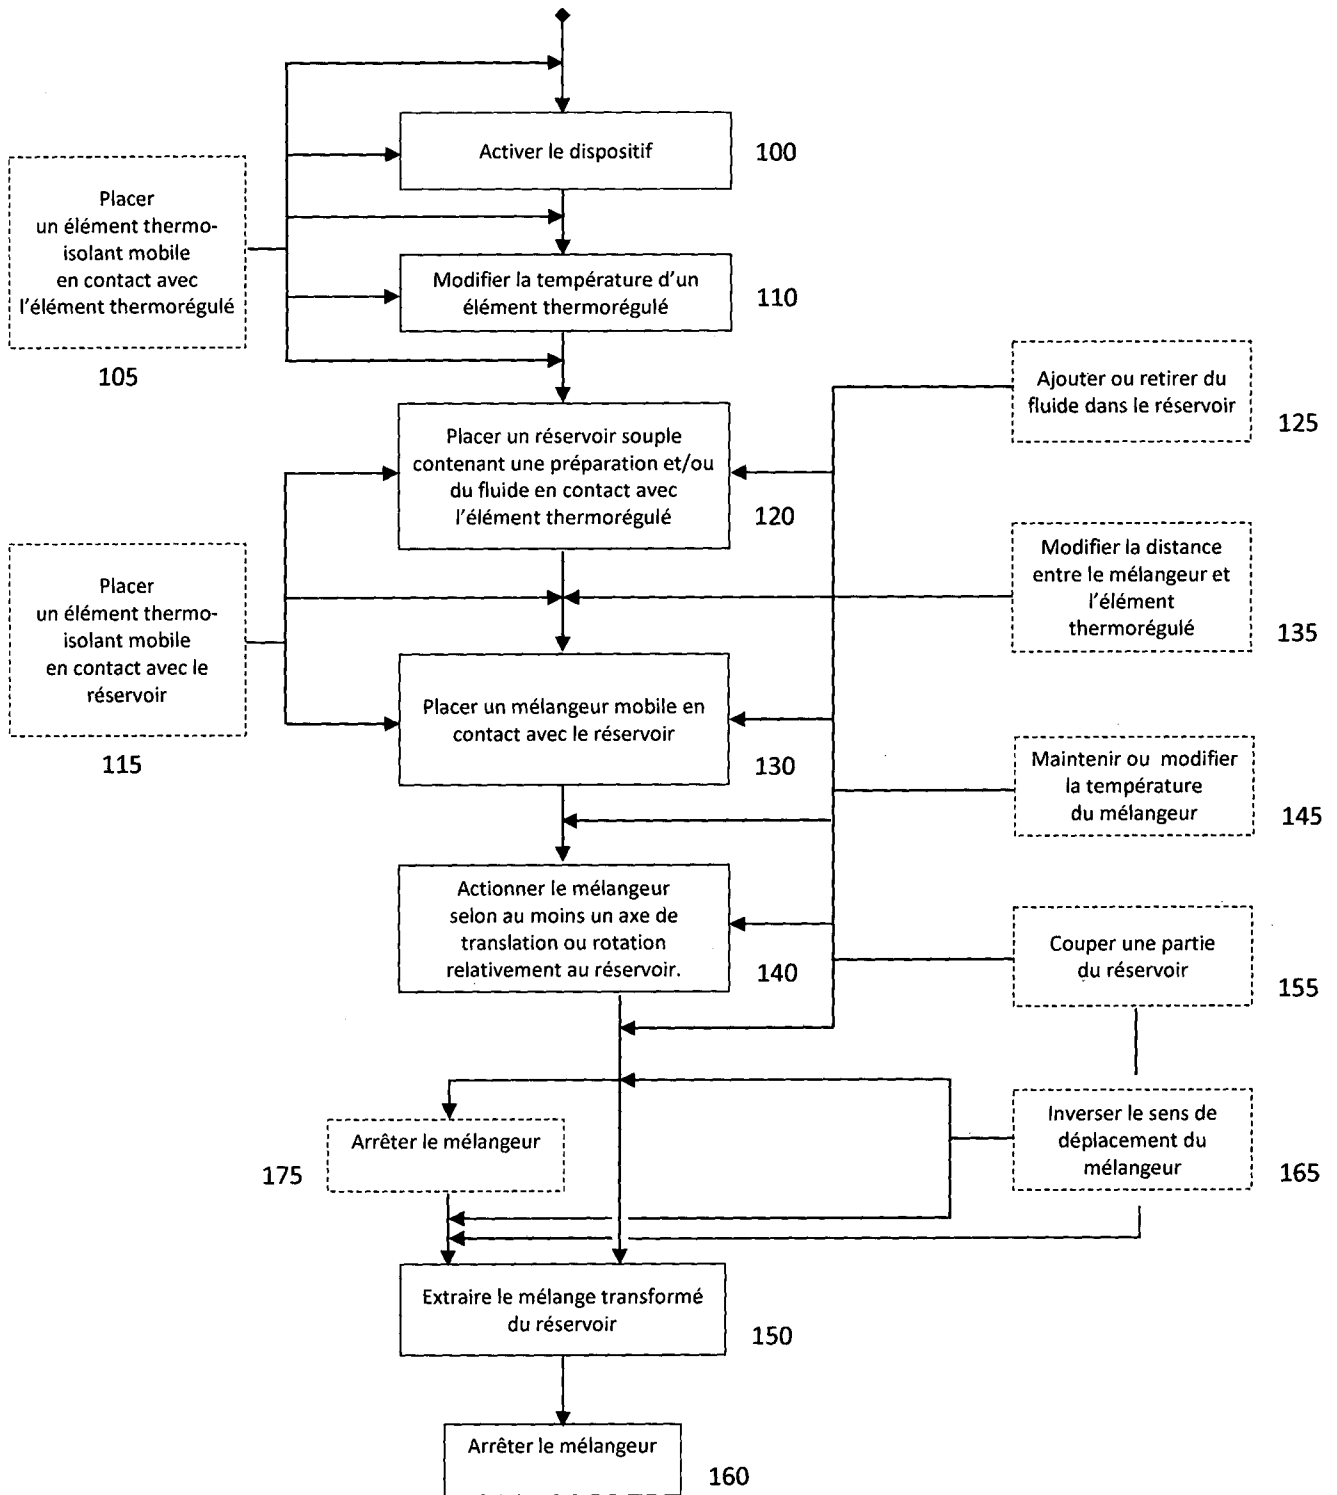 Activer le dispositif
100
Placer
un élément thermo-
isolant mobile
en contact avec
l'élément thermorégulé
105
Modifier la température d'un
élément thermorégulé
110
Placer un réservoir souple
contenant une préparation et/ou
du fluide en contact avec
l'élément thermorégulé
120
Ajouter ou retirer du
fluide dans le réservoir
125
Placer
un élément thermo-
isolant mobile
en contact avec le
réservoir
115
Modifier la distance
entre le mélangeur et
l'élément
thermorégulé
135
Placer un mélangeur mobile en
contact avec le réservoir
130
Maintenir ou modifier
la température
du mélangeur
145
Actionner le mélangeur
selon au moins un axe de
translation ou rotation
relativement au réservoir.
140
Couper une partie
du réservoir
155
Arrêter le mélangeur
175
Inverser le sens de
déplacement du
mélangeur
165
Extraire le mélange transformé
du réservoir
150
Arrêter le mélangeur
160